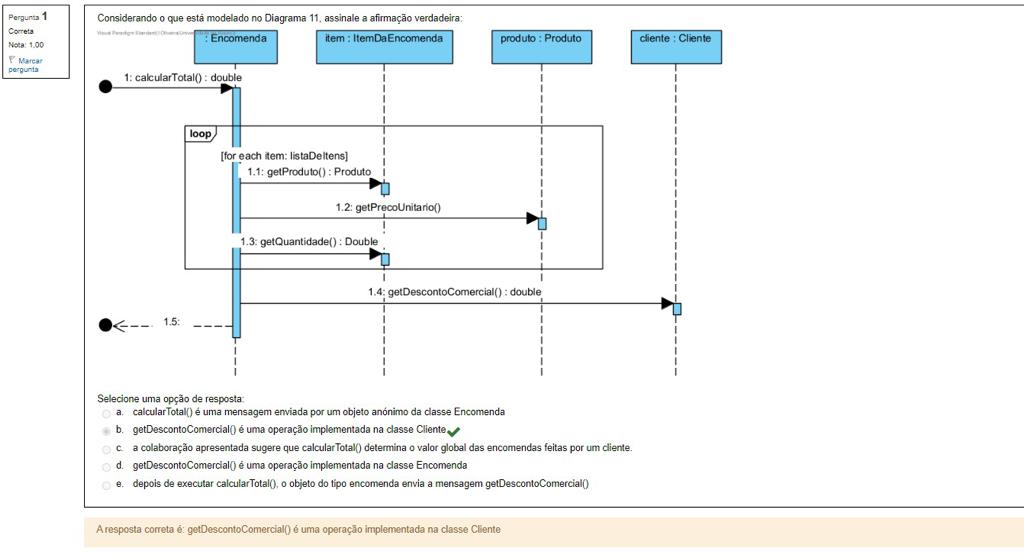 Pergunta 1
Correta
Nota: 1,00
Marcar
pergunta
Considerando o que está modelado no Diagrama 11, assinale a afirmação verdadeira:
: Encomenda
item : ItemDaEncomenda
produto : Produto
cliente : Cliente
1: calcularTotal() : double
loop
[for each item: listaDeItens]
1.1: getProduto() : Produto
1.2: getPrecoUnitario()
1.3: getQuantidade() : Double
1.4: getDescontoComercial() : double
1.5:
Selecione uma opção de resposta:
a. calcularTotal() é uma mensagem enviada por um objeto anónimo da classe Encomenda
b. getDescontoComercial() é uma operação implementada na classe Cliente
c. a colaboração apresentada sugere que calcularTotal() determina o valor global das encomendas feitas por um cliente.
d. getDescontoComercial() é uma operação implementada na classe Encomenda
e. depois de executar calcularTotal(), o objeto do tipo encomenda envia a mensagem getDescontoComercial()
A resposta correta é: getDescontoComercial() é uma operação implementada na classe Cliente